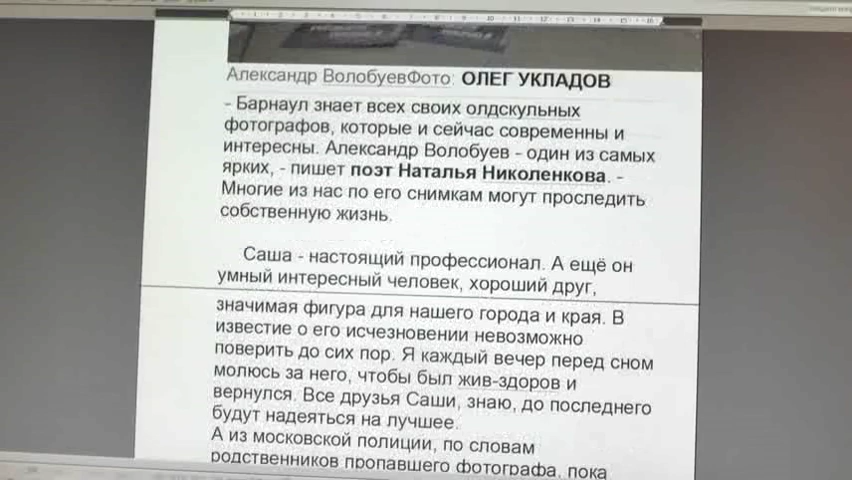 Александр ВолобуевФото: ОЛЕГ УКЛАДОВ
- Барнаул знает всех своих олдскульных
фотографов, которые и сейчас современны и
интересны. Александр Волобуев - один из самых
ярких, - пишет поэт Наталья Николенкова. -
Многие из нас по его снимкам могут проследить
собственную жизнь.
Саша - настоящий профессионал. А ещё он
умный интересный человек, хороший друг,
значимая фигура для нашего города и края. В
известие о его исчезновении невозможно
поверить до сих пор. Я каждый вечер перед сном
молюсь за него, чтобы был жив-здоров и
вернулся. Все друзья Саши, знаю, до последнего
будут надеяться на лучшее.
А из московской полиции, по словам
родственников пропавшего фотографа, пока